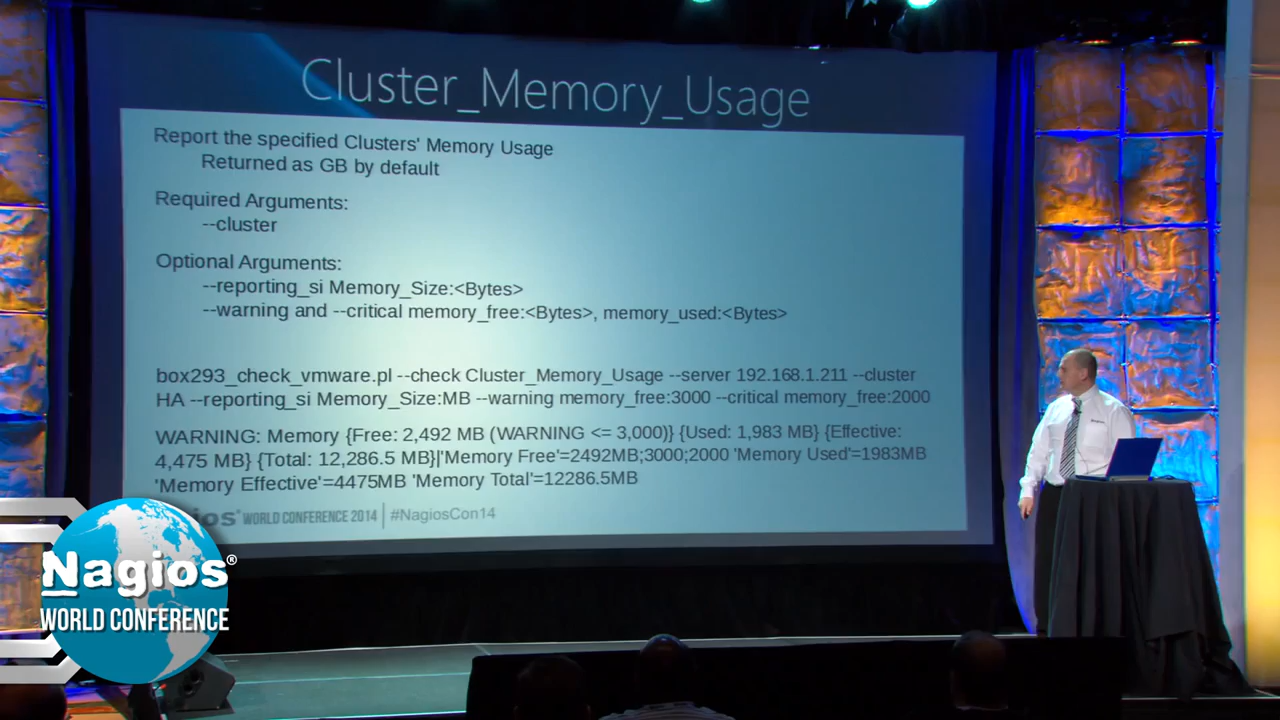 Cluster_Memory_Usage
Report the specified Clusters' Memory Usage
Returned as GB by default
Required Arguments:
--cluster
Optional Arguments:
--reporting_si Memory_Size:<Bytes>
--warning and --critical memory_free:<Bytes>, memory_used:<Bytes>
box293_check_vmware.pl --check Cluster_Memory_Usage --server 192.168.1.211 --cluster
HA --reporting_si Memory_Size:MB --warning memory_free:3000 --critical memory_free:2000
WARNING: Memory {Free: 2,492 MB (WARNING <= 3,000)} {Used: 1,983 MB} {Effective:
4,475 MB} {Total: 12,286.5 MB}|'Memory Free'=2492MB;3000;2000 'Memory Used'=1983MB
'Memory Effective'=4475MB 'Memory Total'=12286.5MB
WORLD CONFERENCE 2014 | #NagiosCon14
Nagios®
WORLD CONFERENCE